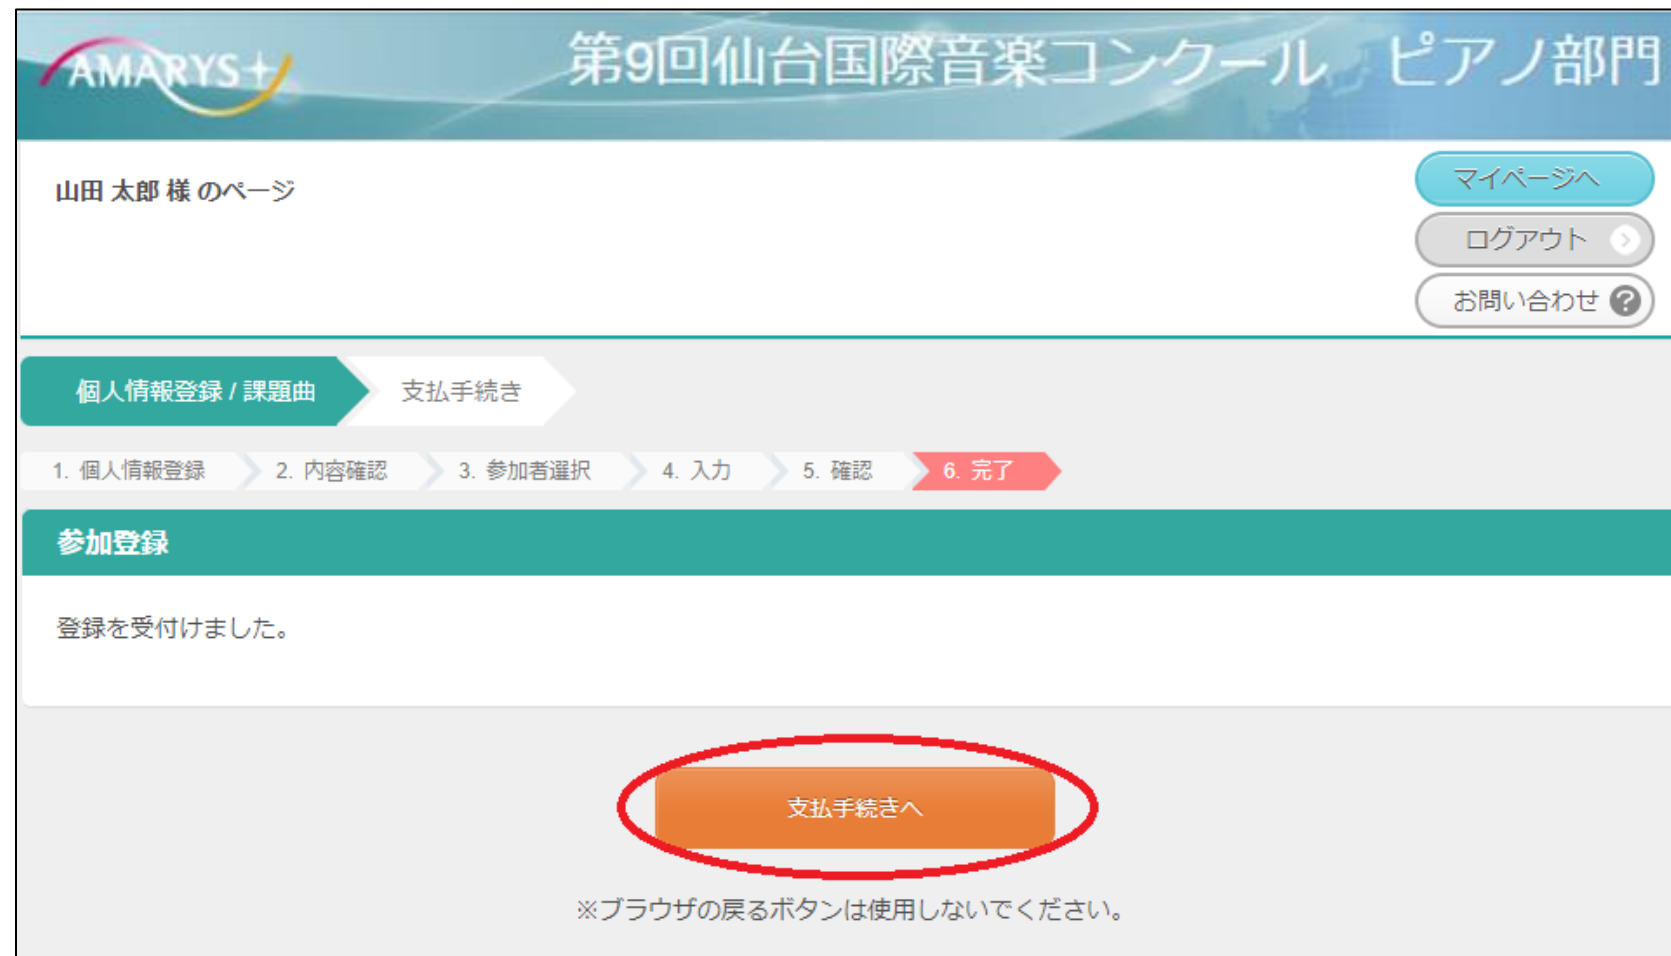 AMARYS+
第9回仙台国際音楽コンクール ピアノ部門
山田 太郎 様 のページ
マイページへ
ログアウト
お問い合わせ ?
個人情報登録 / 課題曲 支払手続き
1. 個人情報登録 2. 内容確認 3. 参加者選択 4. 入力 5. 確認 6. 完了
参加登録
登録を受付けました。
支払手続きへ
※ブラウザの戻るボタンは使用しないでください。